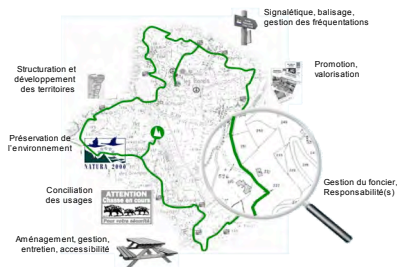 Signalétique, balisage,
gestion des fréquentations
Promotion,
valorisation
Structuration et
développement
des territoires
Préservation de
l'environnement
NATURA 2000
Conciliation
des usages
ATTENTION
Chasse en cours
Pour votre sécurité
Gestion du foncier,
Responsabilité(s)
Aménagement, gestion,
entretien, accessibilité